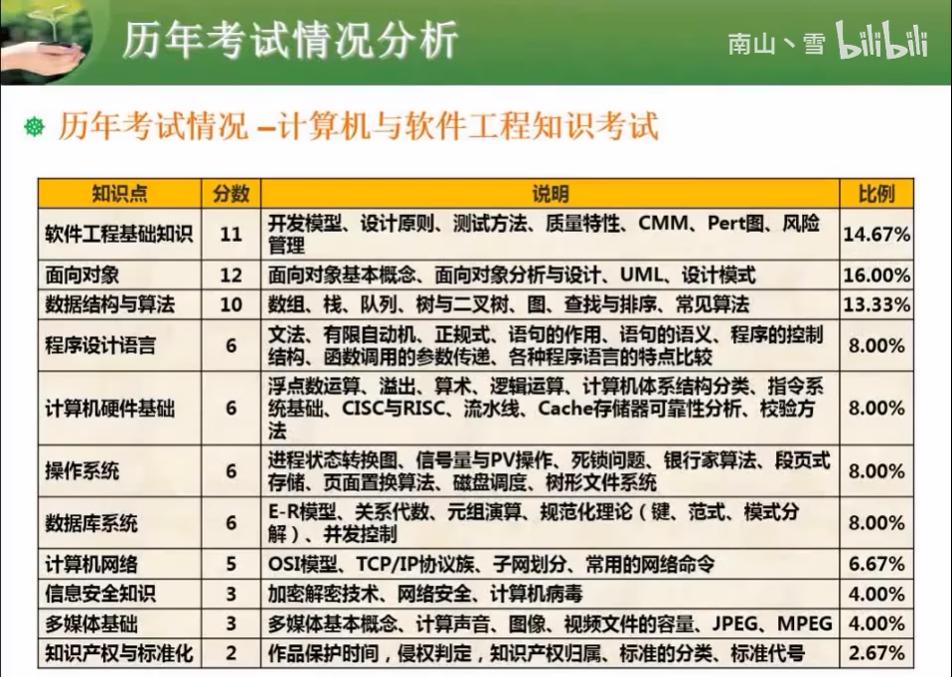 历年考试情况分析
南山丶雪 bilibili
历年考试情况 –计算机与软件工程知识考试
知识点 分数 说明 比例
软件工程基础知识 11 开发模型、设计原则、测试方法、质量特性、CMM、Pert图、风险
管理 14.67%
面向对象 12 面向对象基本概念、面向对象分析与设计、UML、设计模式 16.00%
数据结构与算法 10 数组、栈、队列、树与二叉树、图、查找与排序、常见算法 13.33%
程序设计语言 6 文法、有限自动机、正规式、语句的作用、语句的语义、程序的控制
结构、函数调用的参数传递、各种程序语言的特点比较 8.00%
计算机硬件基础 6 浮点数运算、溢出、算术、逻辑运算、计算机体系结构分类、指令系
统基础、CISC与RISC、流水线、Cache存储器可靠性分析、校验方
法 8.00%
操作系统 6 进程状态转换图、信号量与PV操作、死锁问题、银行家算法、段页式
存储、页面置换算法、磁盘调度、树形文件系统 8.00%
数据库系统 6 E-R模型、关系代数、元组演算、规范化理论（键、范式、模式分
解）、并发控制 8.00%
计算机网络 5 OSI模型、TCP/IP协议族、子网划分、常用的网络命令 6.67%
信息安全知识 3 加密解密技术、网络安全、计算机病毒 4.00%
多媒体基础 3 多媒体基本概念、计算声音、图像、视频文件的容量、JPEG、MPEG 4.00%
知识产权与标准化 2 作品保护时间，侵权判定，知识产权归属、标准的分类、标准代号 2.67%